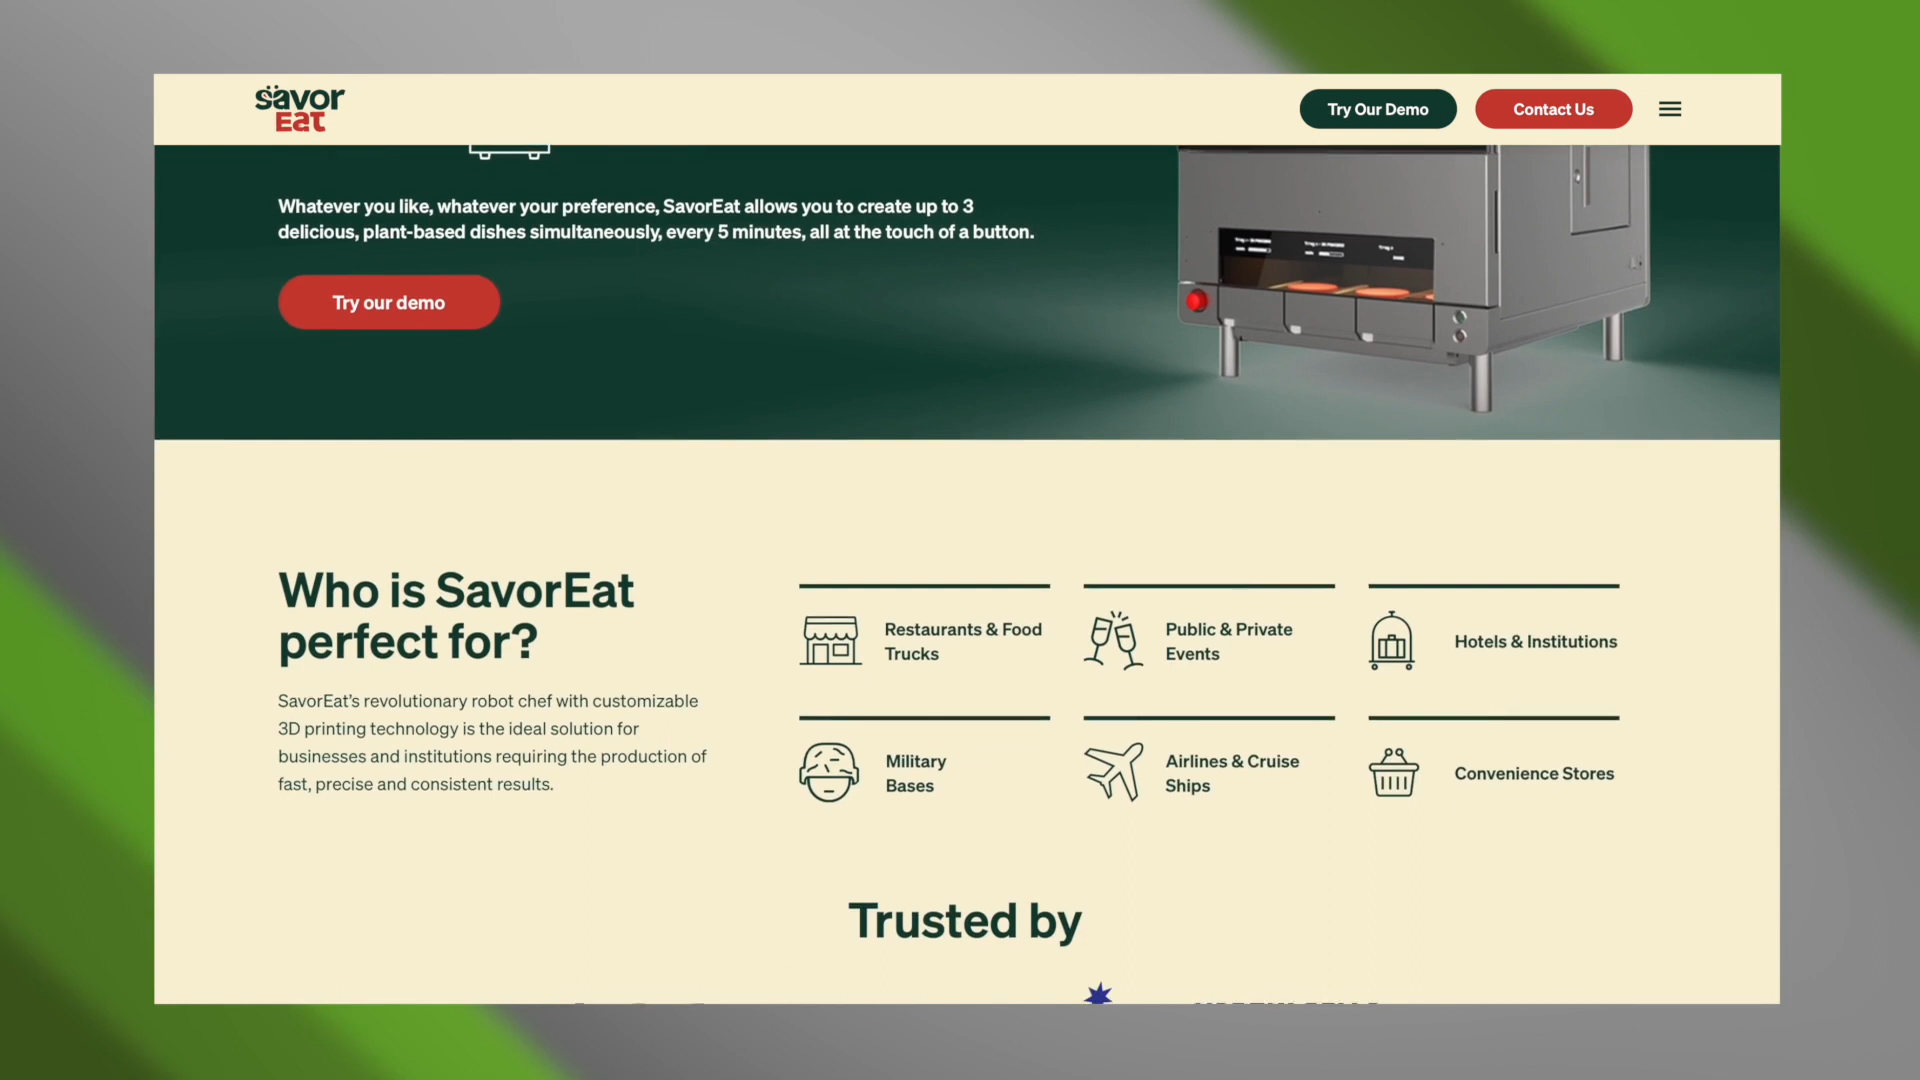 savor
Eat
Try Our Demo
Contact Us
Whatever you like, whatever your preference, SavorEat allows you to create up to 3
delicious, plant-based dishes simultaneously, every 5 minutes, all at the touch of a button.
Try our demo
Who is SavorEat
perfect for?
SavorEat's revolutionary robot chef with customizable
3D printing technology is the ideal solution for
businesses and institutions requiring the production of
fast, precise and consistent results.
Restaurants & Food
Trucks
Public & Private
Events
Hotels & Institutions
Military
Bases
Airlines & Cruise
Ships
Convenience Stores
Trusted by